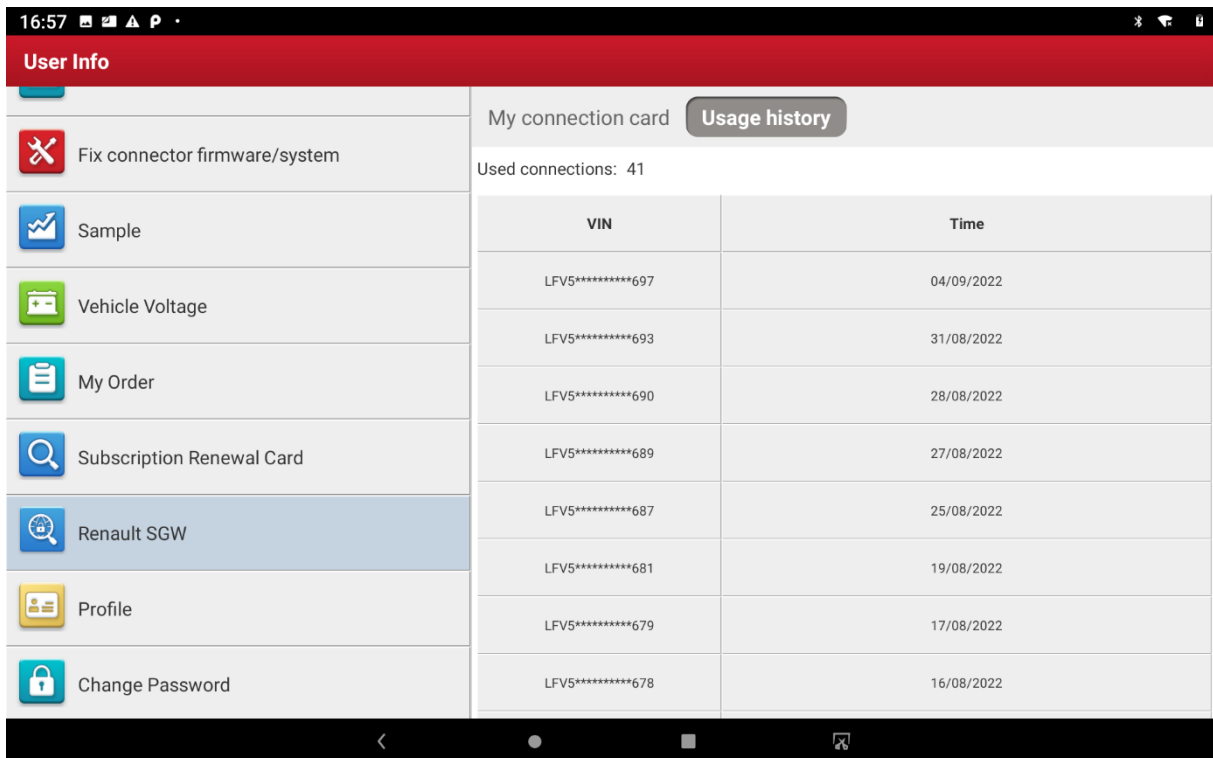 16:57
User Info
Fix connector firmware/system
Sample
Vehicle Voltage
My Order
Subscription Renewal Card
Renault SGW
Profile
Change Password
My connection card Usage history
Used connections: 41
VIN Time
LFV5**********697 04/09/2022
LFV5**********693 31/08/2022
LFV5**********690 28/08/2022
LFV5**********689 27/08/2022
LFV5**********687 25/08/2022
LFV5**********681 19/08/2022
LFV5**********679 17/08/2022
LFV5**********678 16/08/2022